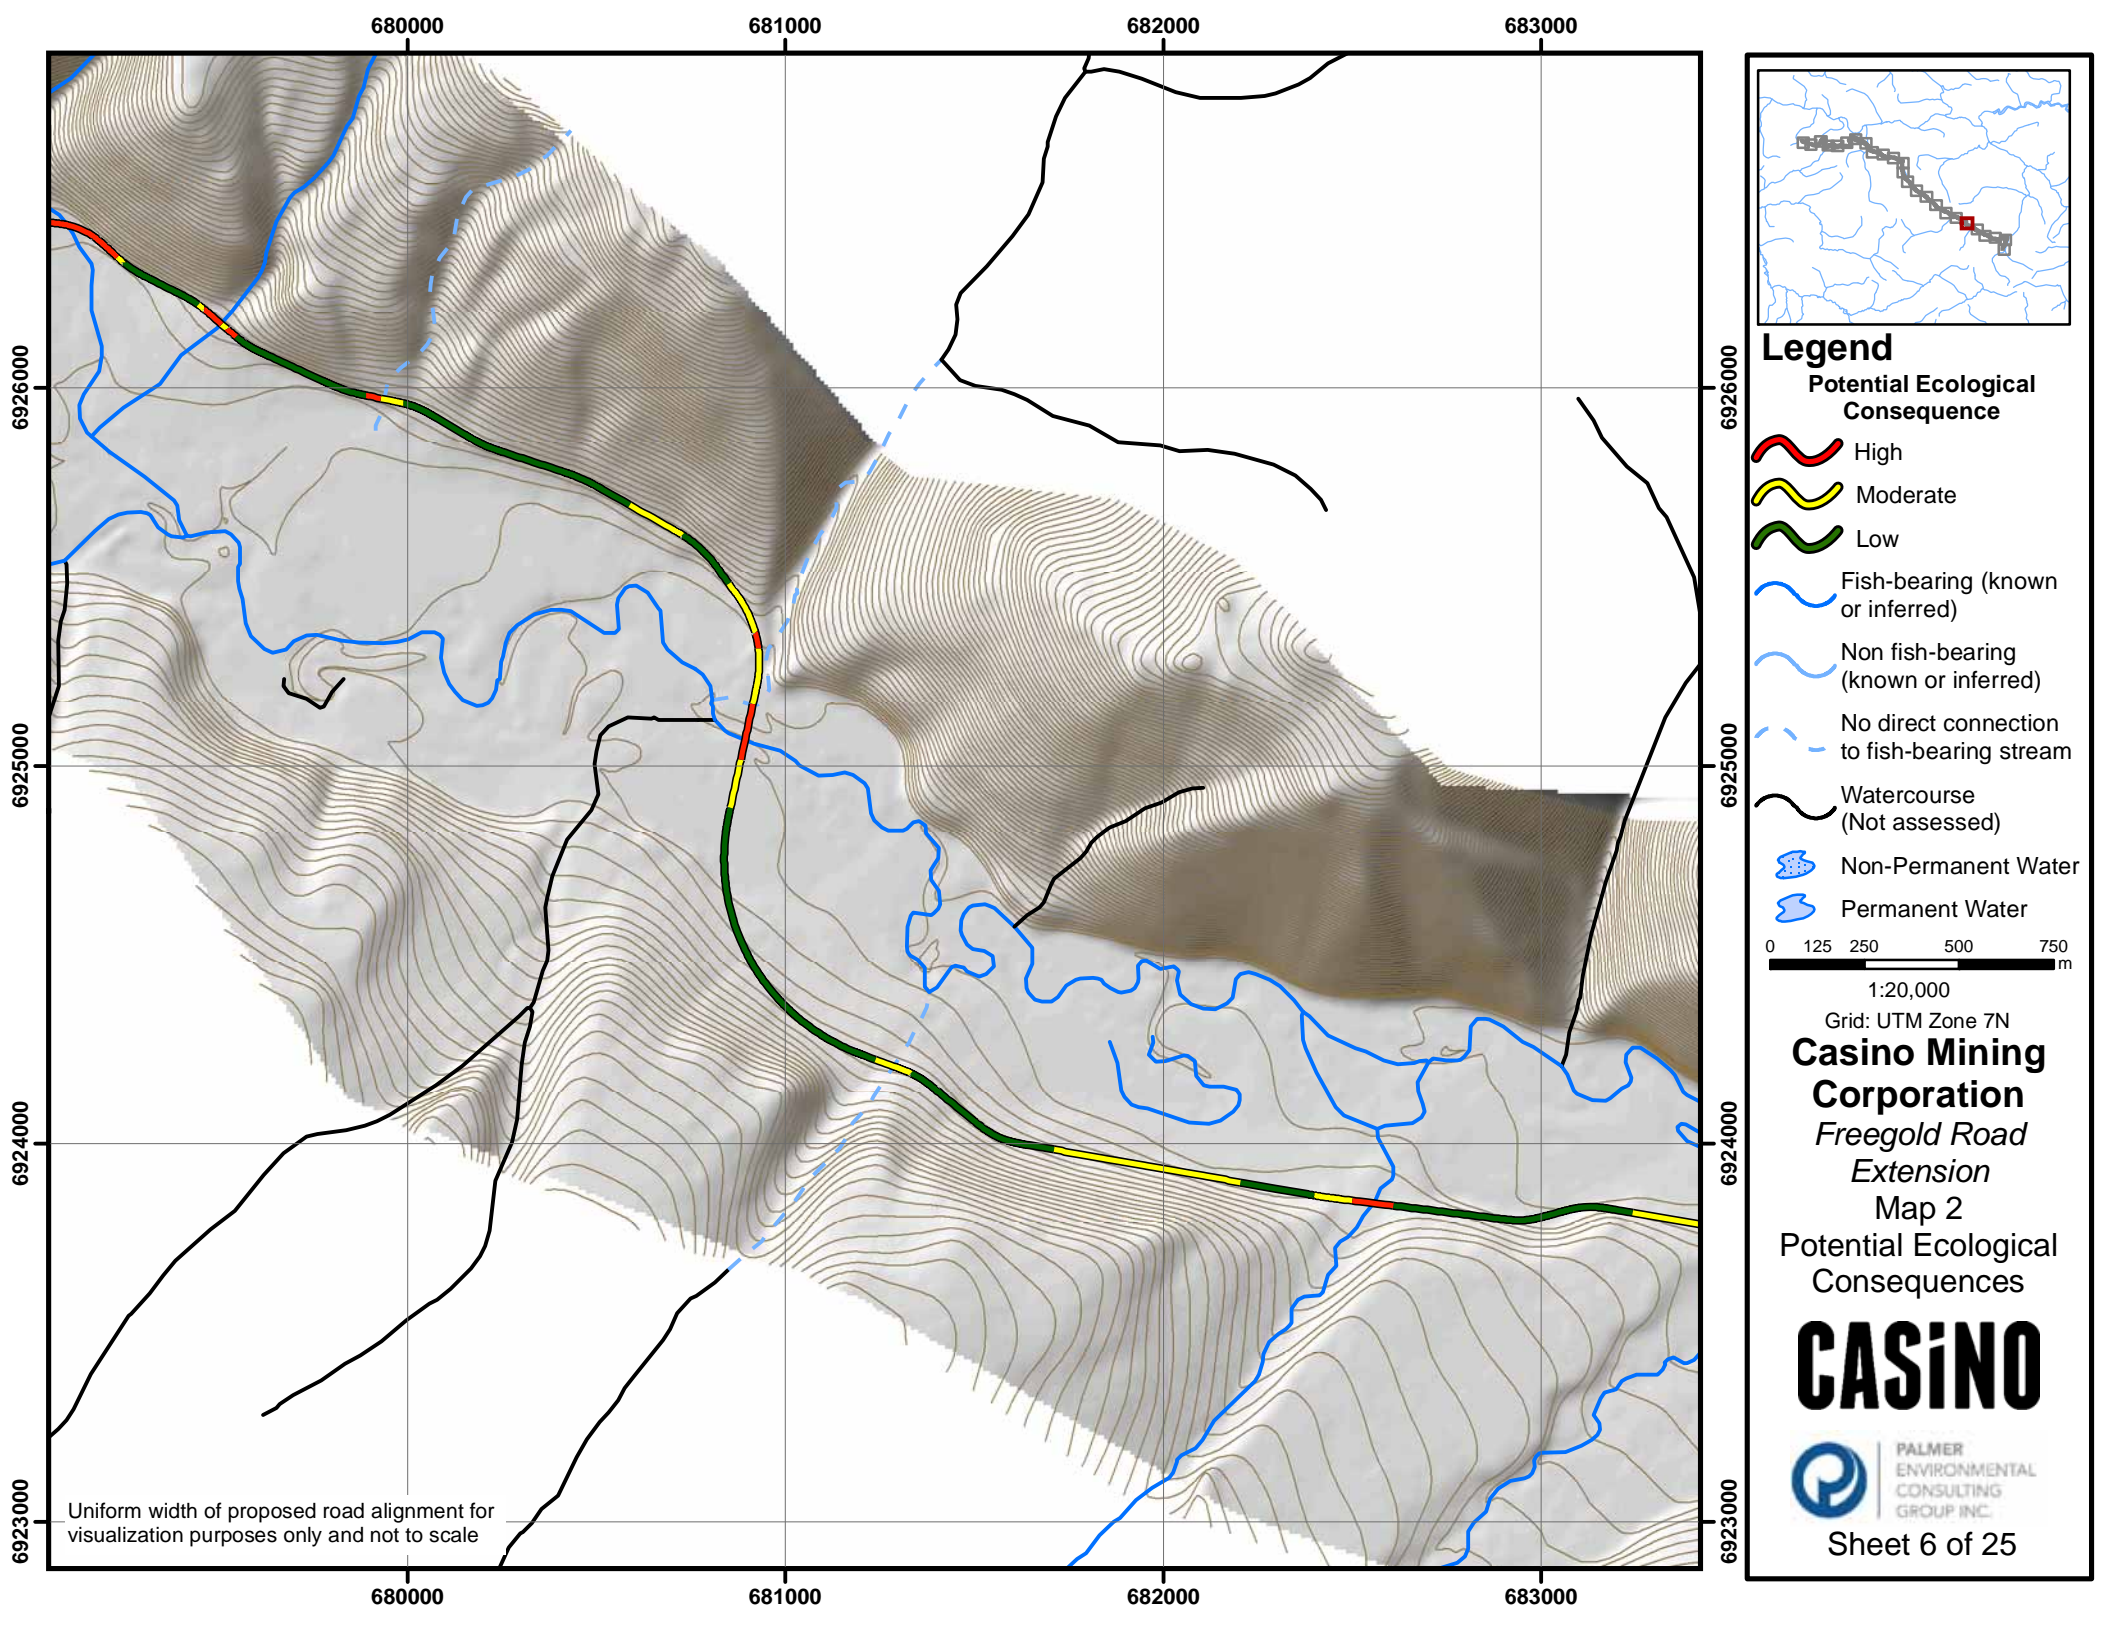 680000
681000
682000
683000
6926000
6925000
6924000
6923000
6926000
6925000
6924000
6923000
Uniform width of proposed road alignment for
visualization purposes only and not to scale
680000
681000
682000
683000
Legend
Potential Ecological
Consequence
High
Moderate
Low
Fish-bearing (known
or inferred)
Non fish-bearing
(known or inferred)
No direct connection
to fish-bearing stream
Watercourse
(Not assessed)
Non-Permanent Water
Permanent Water
0 125 250 500 750
m
1:20,000
Grid: UTM Zone 7N
Casino Mining
Corporation
Freegold Road
Extension
Map 2
Potential Ecological
Consequences
CASiNO
PALMER
ENVIRONMENTAL
CONSULTING
GROUP INC.
Sheet 6 of 25